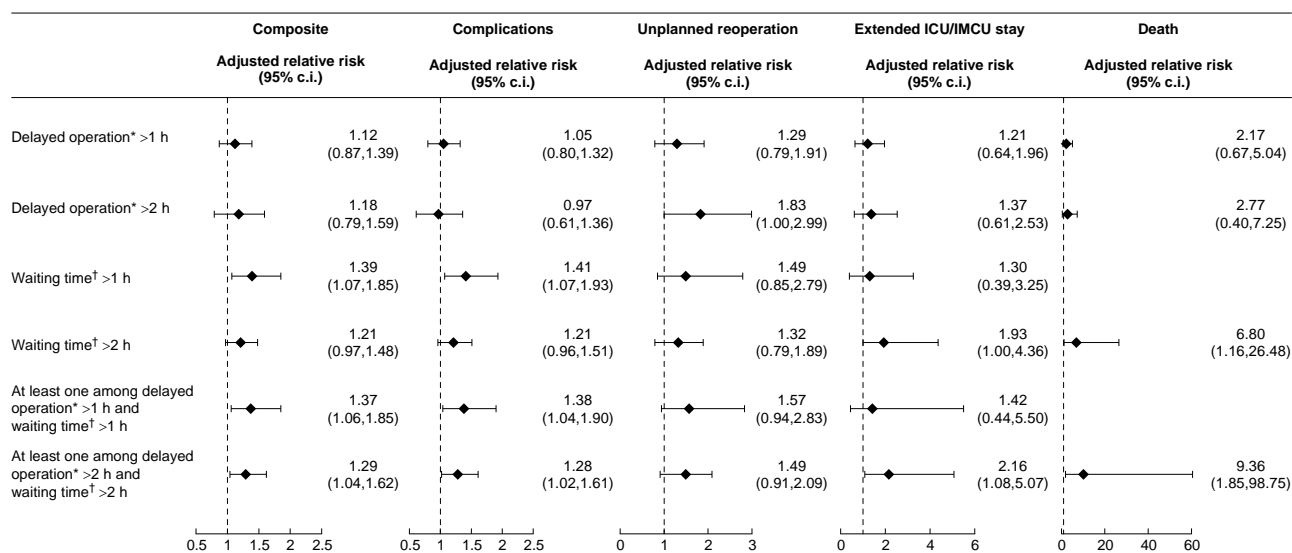 Composite Complications Unplanned reoperation Extended ICU/IMCU stay Death
Adjusted relative risk Adjusted relative risk Adjusted relative risk Adjusted relative risk Adjusted relative risk
(95% c.i.) (95% c.i.) (95% c.i.) (95% c.i.) (95% c.i.)
Delayed operation* >1 h 1.12 1.05 1.29 1.21 2.17
(0.87,1.39) (0.80,1.32) (0.79,1.91) (0.64,1.96) (0.67,5.04)
Delayed operation* >2 h 1.18 0.97 1.83 1.37 2.77
(0.79,1.59) (0.61,1.36) (1.00,2.99) (0.61,2.53) (0.40,7.25)
Waiting time† >1 h 1.39 1.41 1.49 1.30
(1.07,1.85) (1.07,1.93) (0.85,2.79) (0.39,3.25)
Waiting time† >2 h 1.21 1.21 1.32 1.93 6.80
(0.97,1.48) (0.96,1.51) (0.79,1.89) (1.00,4.36) (1.16,26.48)
At least one among delayed
operation* >1 h and 1.37 1.38 1.57 1.42
waiting time† >1 h (1.06,1.85) (1.04,1.90) (0.94,2.83) (0.44,5.50)
At least one among delayed
operation* >2 h and 1.29 1.28 1.49 2.16 9.36
waiting time† >2 h (1.04,1.62) (1.02,1.61) (0.91,2.09) (1.08,5.07) (1.85,98.75)
0.5 1 1.5 2 2.5 0.5 1 1.5 2 2.5 0 1 2 3 0 2 4 6 0 20 40 60